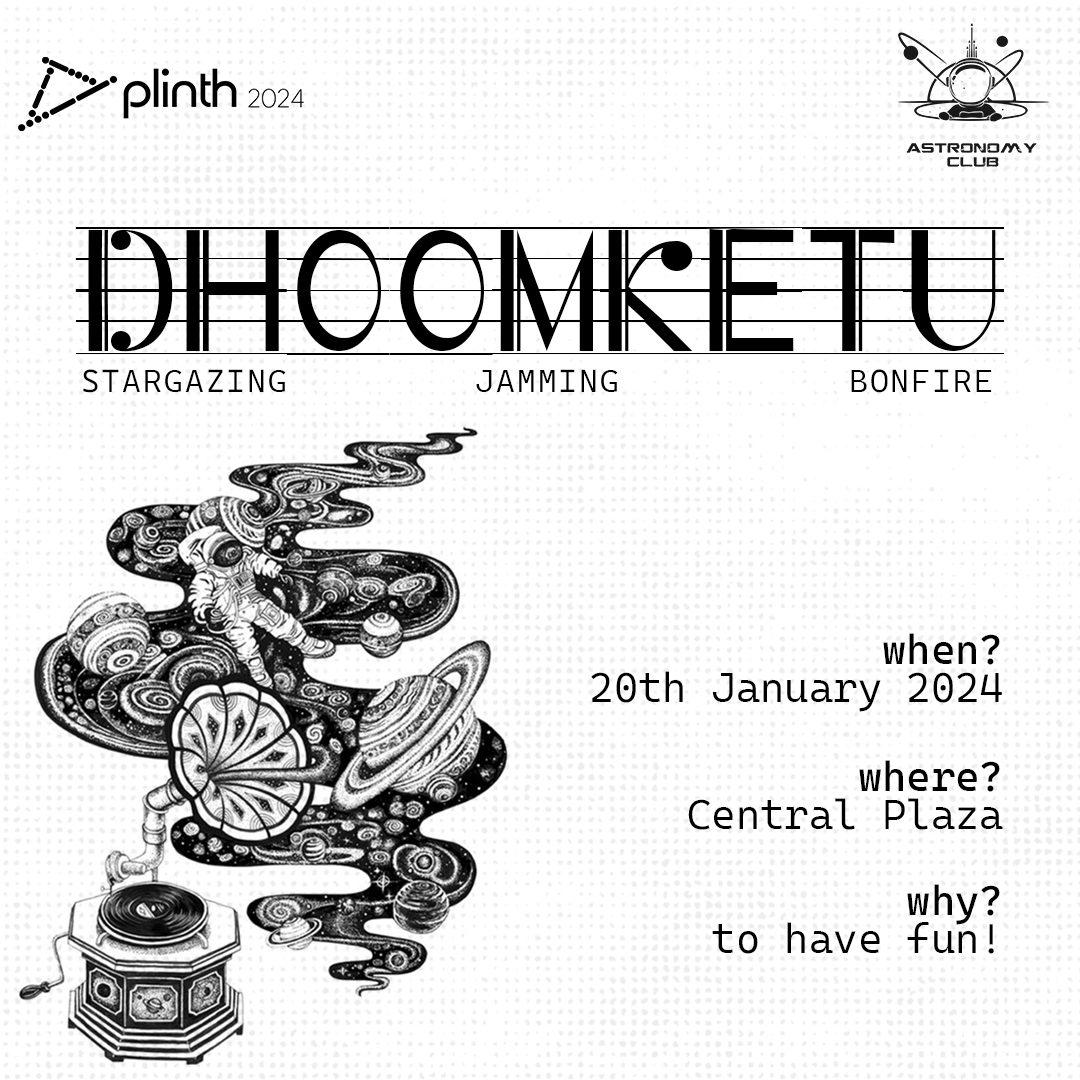 plinth 2024
ASTRONOMY
CLUB
DHOOMKETU
STARGAZING JAMMING BONFIRE
when?
20th January 2024
where?
Central Plaza
why?
to have fun!